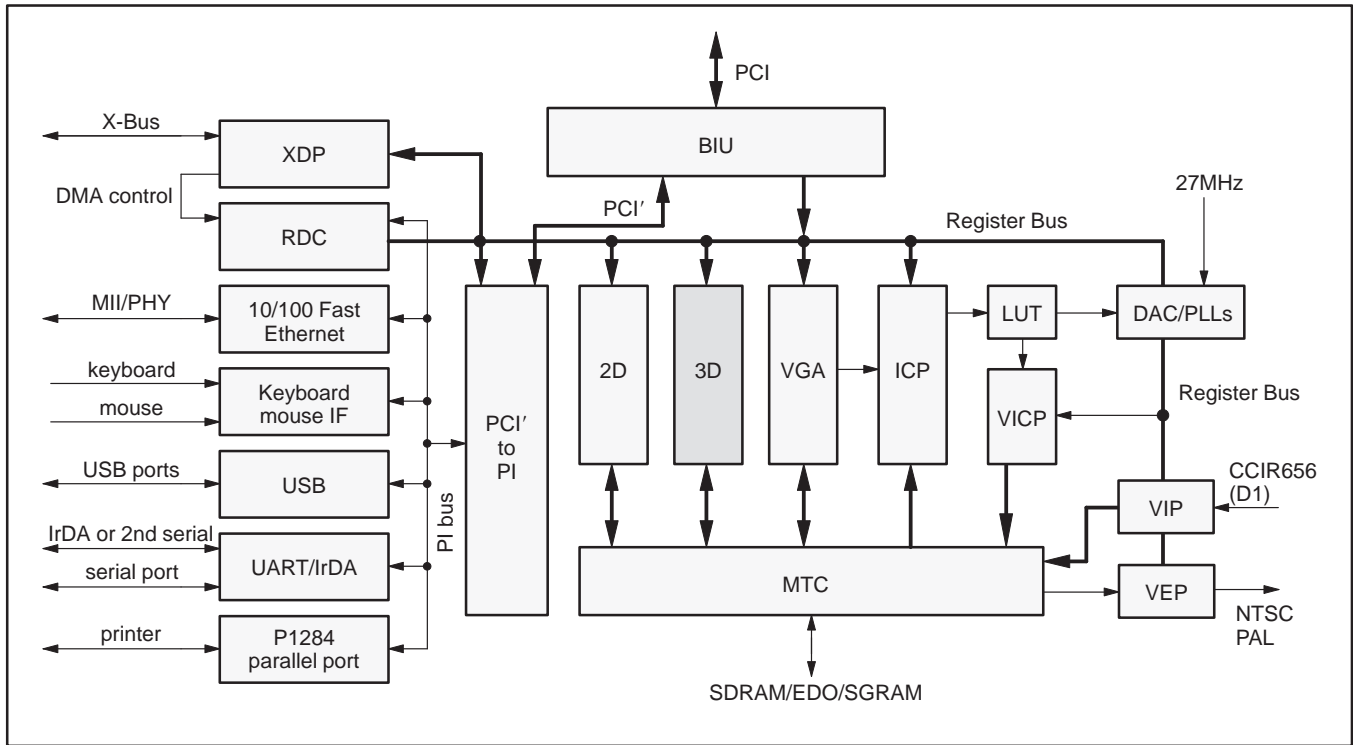 PCI
BIU
X-Bus
XDP
DMA control
RDC
PCI′
Register Bus
27MHz
MII/PHY
10/100 Fast
Ethernet
keyboard
mouse
Keyboard
mouse IF
USB ports
USB
IrDA or 2nd serial
serial port
UART/IrDA
printer
P1284
parallel port
PI bus
PCI′
to
PI
2D
3D
VGA
ICP
LUT
DAC/PLLs
VICP
Register Bus
CCIR656
(D1)
VIP
MTC
VEP
NTSC
PAL
SDRAM/EDO/SGRAM